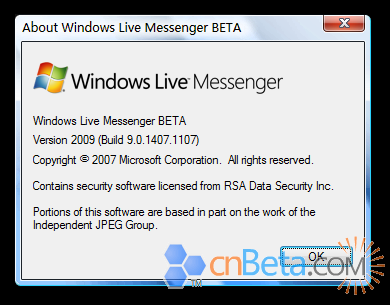 About Windows Live Messenger BETA
Windows Live Messenger
Windows Live Messenger BETA
Version 2009 (Build 9.0.1407.1107)
Copyright © 2007 Microsoft Corporation. All rights reserved.
Contains security software licensed from RSA Data Security Inc.
Portions of this software are based in part on the work of the
Independent JPEG Group.
OK
cnBeta.com
TM